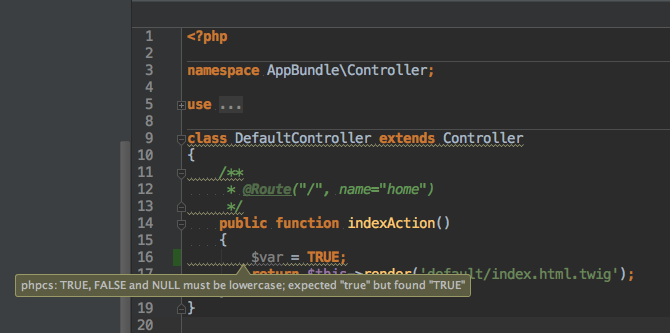 1 <?php
2
3 namespace AppBundle\Controller;
4
5 use ...
8
9 class DefaultController extends Controller
10 {
11 /**
12 * @Route("/", name="home")
13 */
14 public function indexAction()
15 {
16 $var = TRUE;
17 return $this->render('default/index.html.twig');
phpcs: TRUE, FALSE and NULL must be lowercase; expected "true" but found "TRUE"
19 }
20